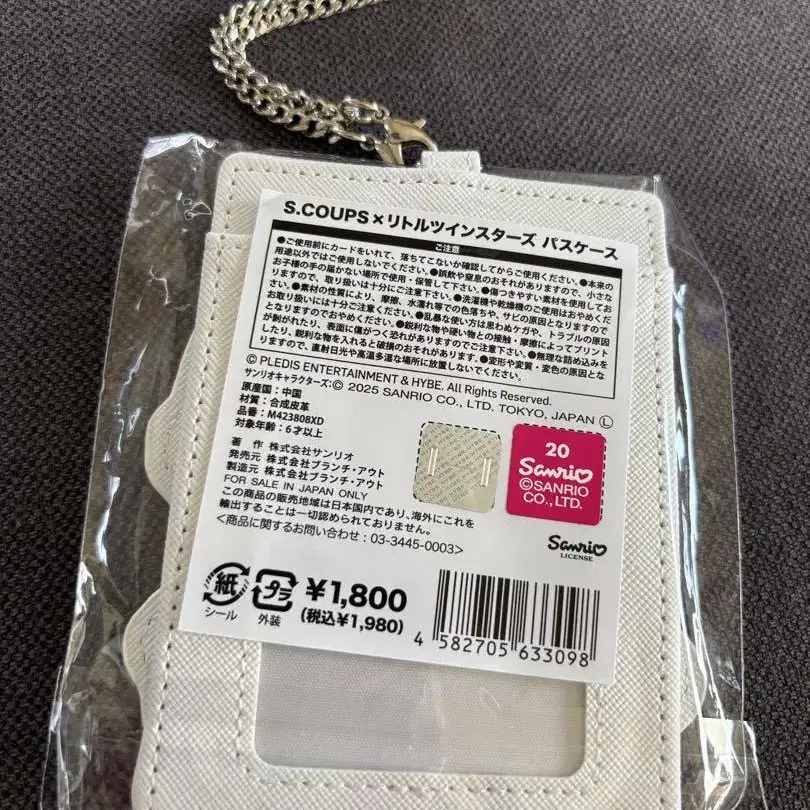 S.COUPS×リトルツインスターズ パスケース
ご注意
●ご使用前にカードをいれて、落ちてこないか確認してからご使用ください。●本来の
用途以外ではご使用しないでください。●誤飲や窒息のおそれがありますので、小さな
お子様の手の届かない場所で使用・保管して下さい。●傷つきやすい素材を使用してお
りますので、取り扱いは十分にご注意下さい。●洗濯機や乾燥機のご使用はおやめくだ
さい。●素材の性質により、摩擦、水濡れ等での色落ちや、サビの原因となりますので
お取り扱いには十分ご注意ください。●乱暴な使い方は思わぬケガや、トラブルの原因
となりますのでおやめください。●鋭利な物や硬い物との接触・摩擦によってプリント
が剥がれたり、表面に傷がつく恐れがありますのでご注意下さい。●無理な詰め込みを
したり、鋭利な物を入れると破損のおそれがあります。●変形や変質・変色の原因とな
りますので、直射日光や高温多湿な場所に放置しないでください。
© PLEDIS ENTERTAINMENT & HYBE. All Rights Reserved.
サンリオキャラクターズ:© 2025 SANRIO CO., LTD. TOKYO, JAPAN Ⓛ
原産国:中国
材質:合成皮革
品番:M423808XD
対象年齢:6才以上
著 作 株式会社サンリオ
発売元 株式会社ブランチ・アウト
製造元 株式会社ブランチ・アウト
FOR SALE IN JAPAN ONLY
この商品の販売地域は日本国内であり、海外にこれを
輸出することは一切認められておりません。
<商品に関するお問い合わせ:03-3445-0003>
20
Sanrio
©SANRIO
CO., LTD.
Sanrio
LICENSE
紙
シール
プラ
外装
¥1,800
(税込¥1,980)
4 582705 633098